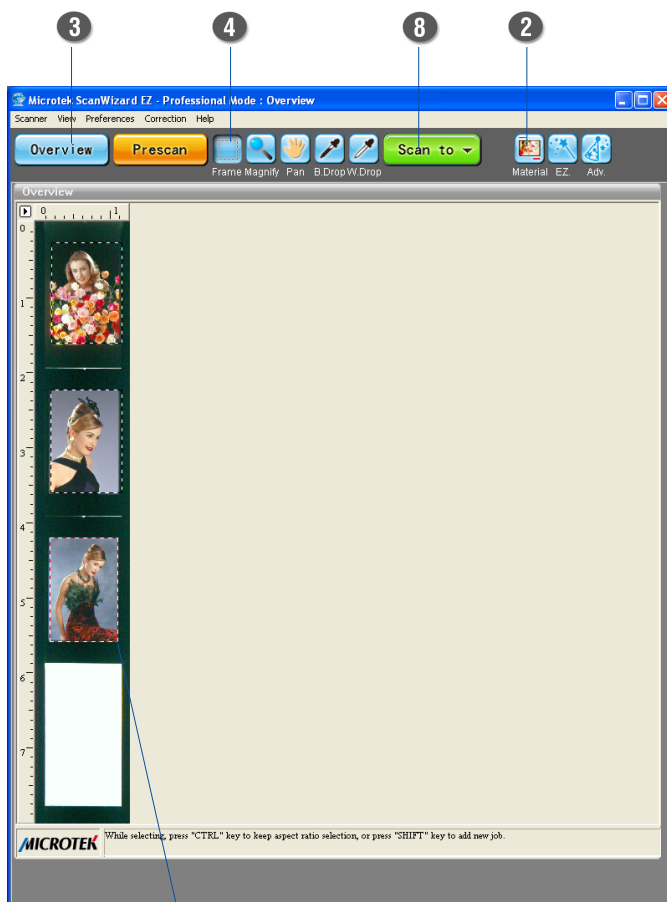 3 4 8 2
Microtek ScanWizard EZ - Professional Mode : Overview
Scanner View Preferences Correction Help
Overview Prescan Scan to
Frame Magnify Pan B.Drop W.Drop Material EZ. Adv.
Overview
0 1
0
1
2
3
4
5
6
7
MICROTEK While selecting, press "CTRL" key to keep aspect ratio selection, or press "SHIFT" key to add new job.